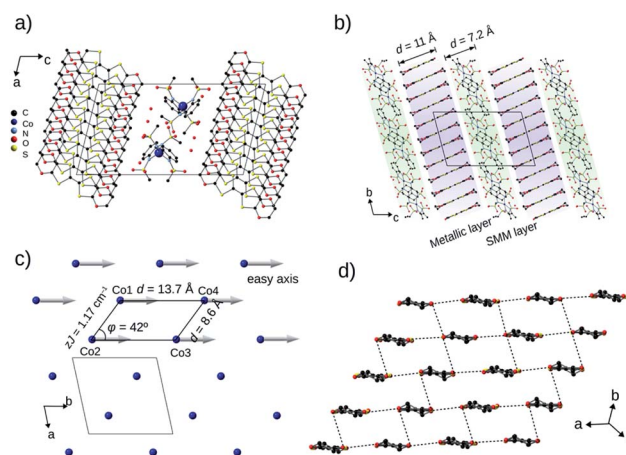 a)
c
a
C
Co
N
O
S
b)
d = 11 Å
d = 7.2 Å
b
c
Metallic layer
SMM layer
c)
easy axis
Co1
d = 13.7 Å
Co4
zJ = 1.17 cm⁻¹
φ = 42º
d = 8.6 Å
Co2
Co3
b
a
d)
b
a